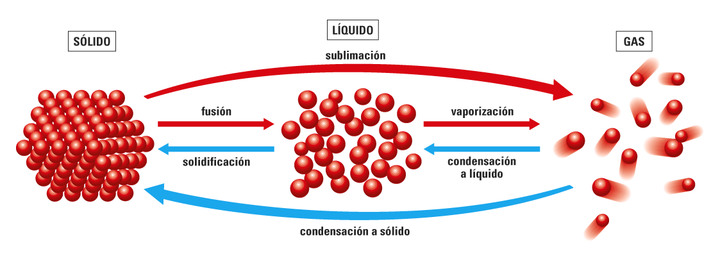 SÓLIDO
LÍQUIDO
GAS
sublimación
fusión
vaporización
solidificación
condensación
a líquido
condensación a sólido